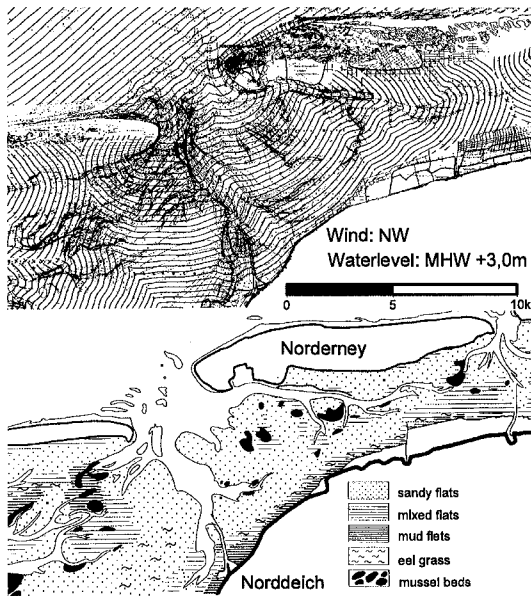 Wind: NW
Waterlevel: MHW +3,0m
0 5 10k
Norderney
sandy flats
mixed flats
mud flets
eel grass
mussel beds
Norddeich